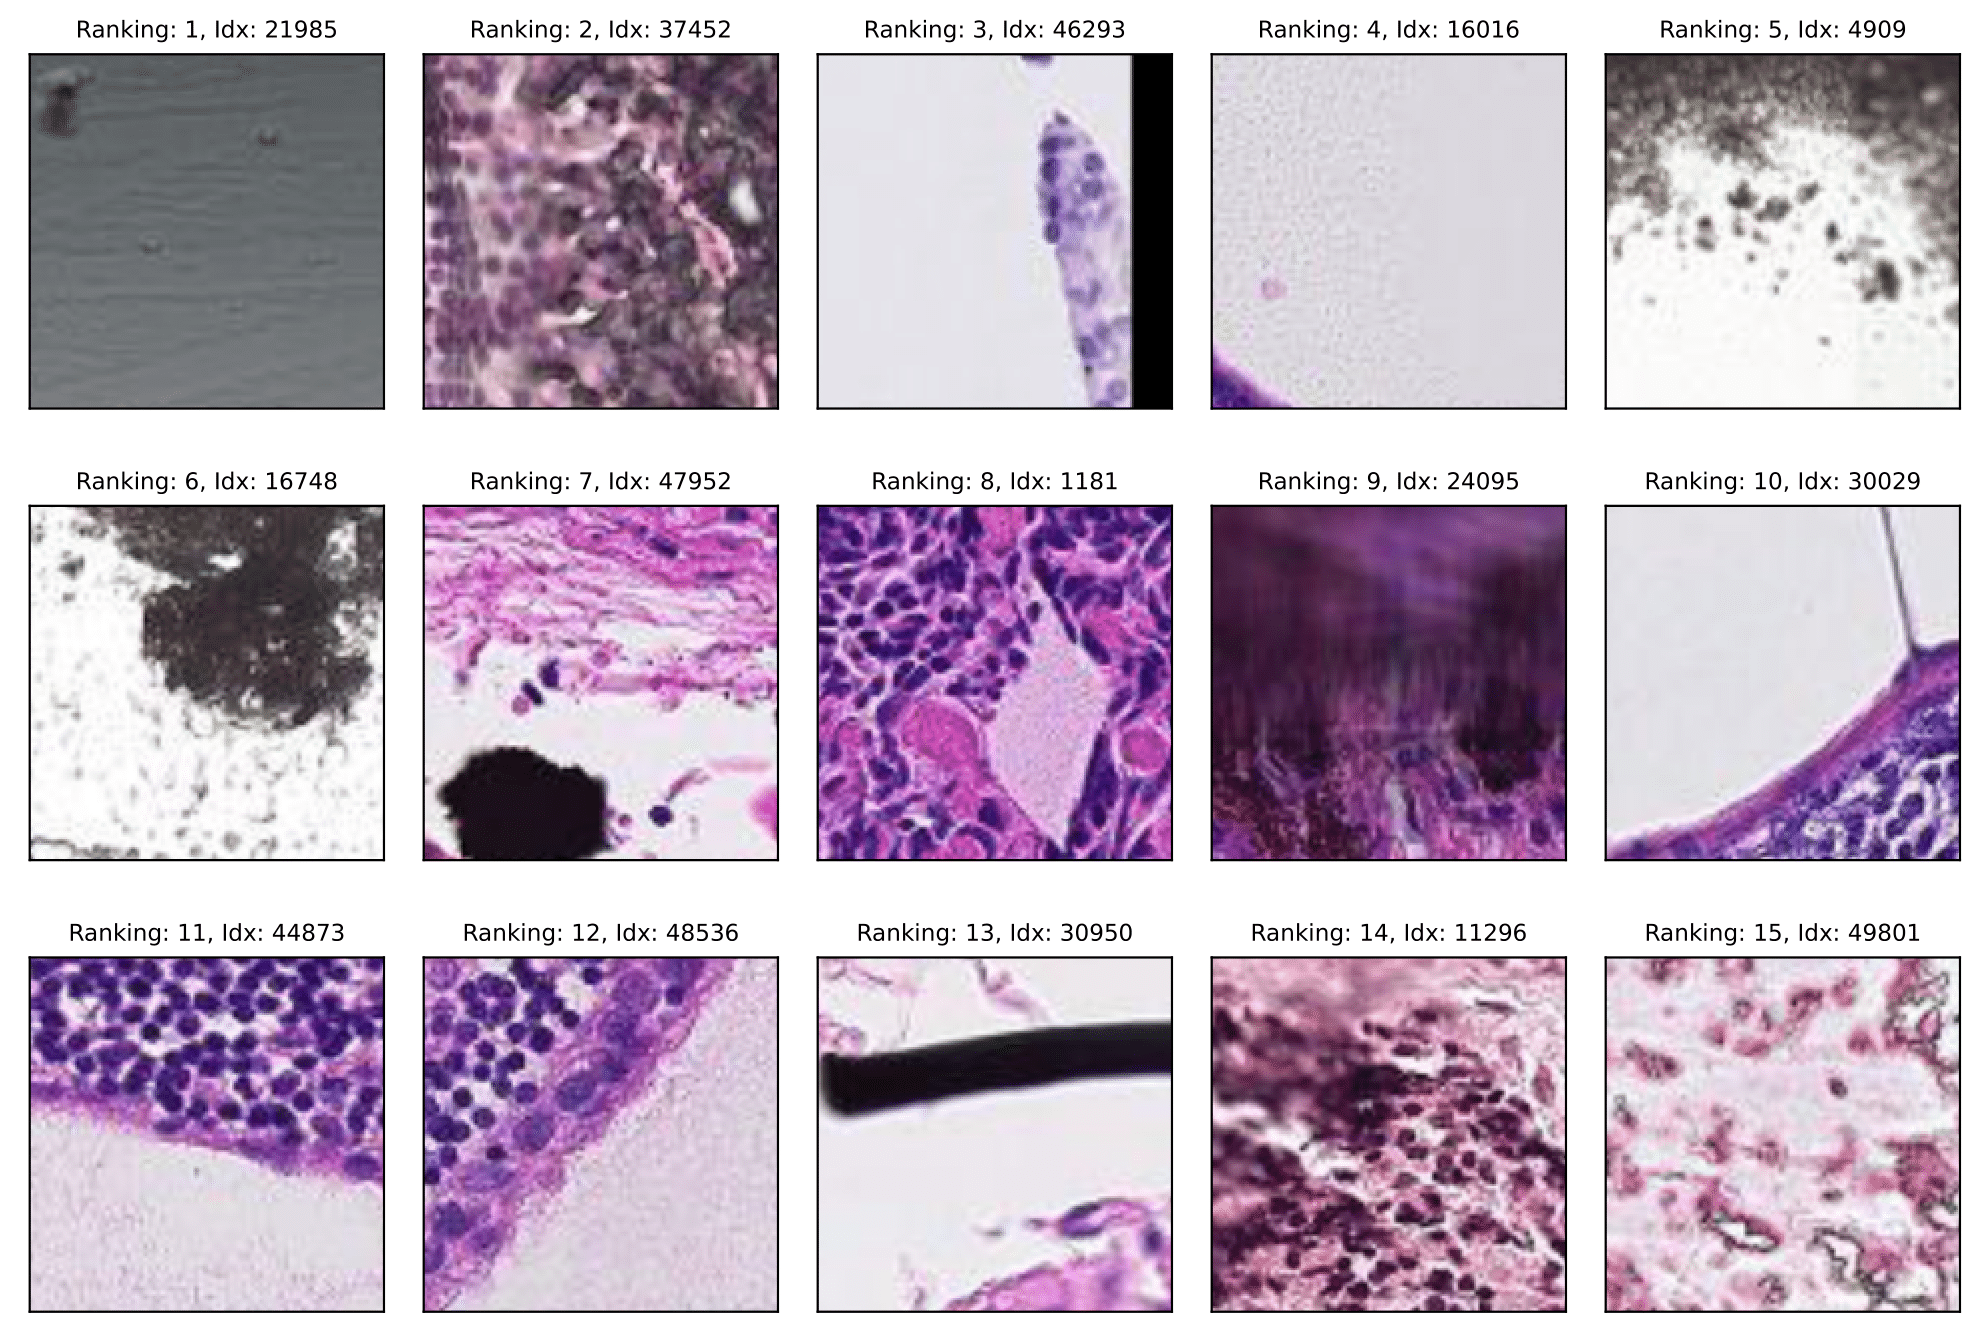 Ranking: 1, Idx: 21985
Ranking: 2, Idx: 37452
Ranking: 3, Idx: 46293
Ranking: 4, Idx: 16016
Ranking: 5, Idx: 4909
Ranking: 6, Idx: 16748
Ranking: 7, Idx: 47952
Ranking: 8, Idx: 1181
Ranking: 9, Idx: 24095
Ranking: 10, Idx: 30029
Ranking: 11, Idx: 44873
Ranking: 12, Idx: 48536
Ranking: 13, Idx: 30950
Ranking: 14, Idx: 11296
Ranking: 15, Idx: 49801